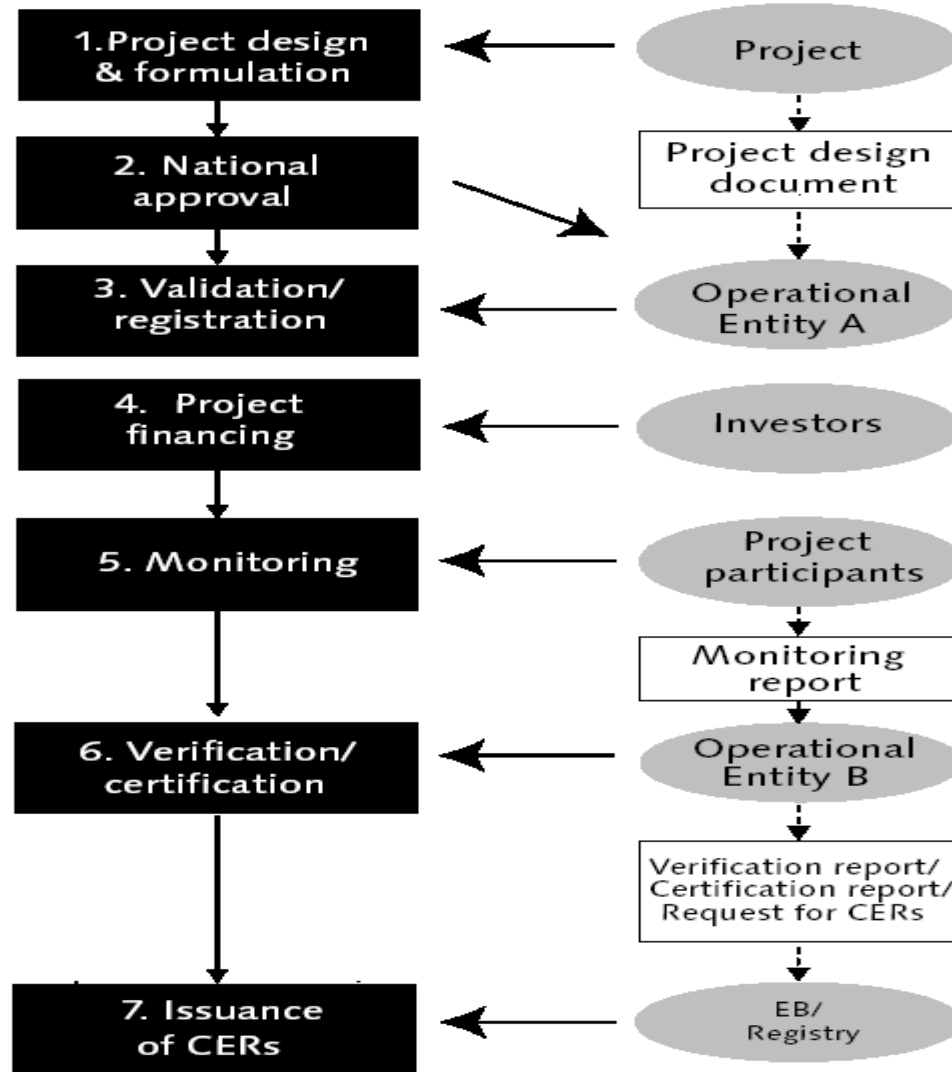 1.Project design
& formulation
Project
Project design
document
2. National
approval
3. Validation/
registration
Operational
Entity A
4. Project
financing
Investors
5. Monitoring
Project
participants
Monitoring
report
6. Verification/
certification
Operational
Entity B
Verification report/
Certification report/
Request for CERs
7. Issuance
of CERs
EB/
Registry